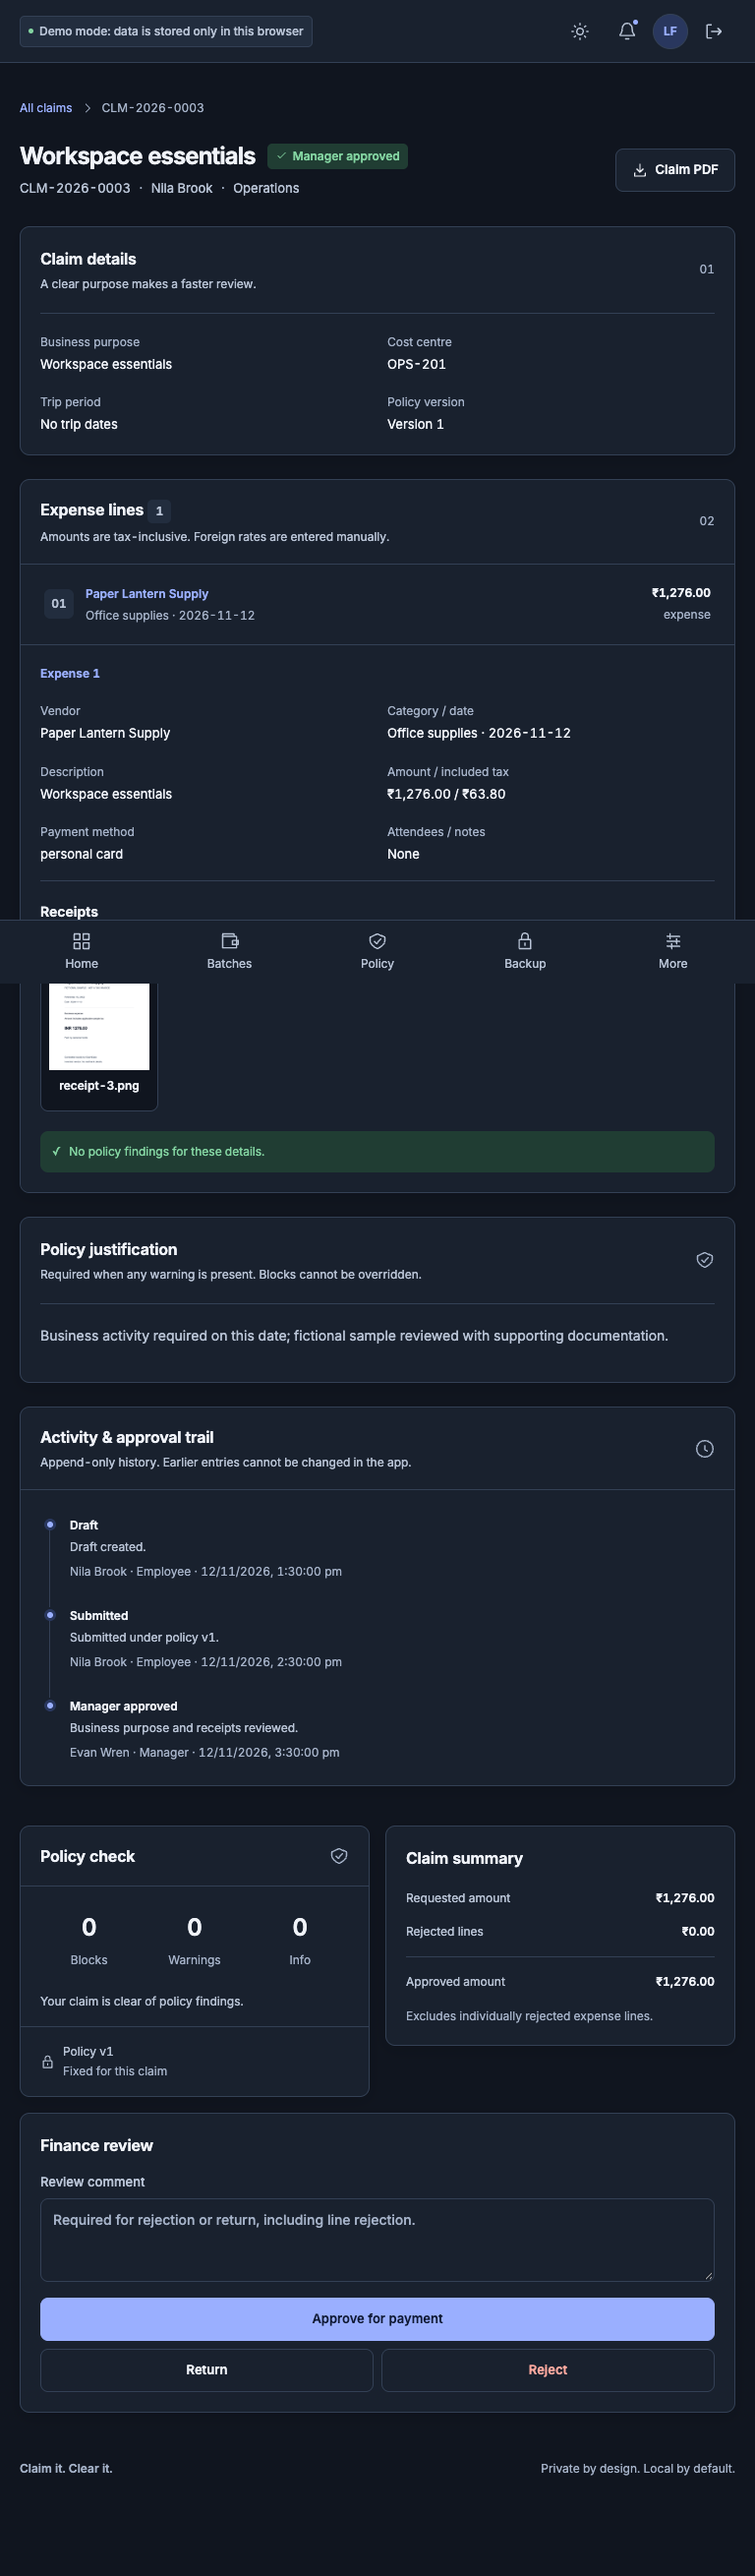 Demo mode: data is stored only in this browser
LF
All claims
CLM-2026-0003
Workspace essentials
Manager approved
CLM-2026-0003 · Nila Brook · Operations
Claim PDF
Claim details
A clear purpose makes a faster review.
01
Business purpose
Workspace essentials
Cost centre
OPS-201
Trip period
No trip dates
Policy version
Version 1
Expense lines 1
Amounts are tax-inclusive. Foreign rates are entered manually.
02
01
Paper Lantern Supply
Office supplies · 2026-11-12
₹1,276.00
expense
Expense 1
Vendor
Paper Lantern Supply
Category / date
Office supplies · 2026-11-12
Description
Workspace essentials
Amount / included tax
₹1,276.00 / ₹63.80
Payment method
personal card
Attendees / notes
None
Receipts
Home
Batches
Policy
Backup
More
INR 1276.00
receipt-3.png
✓ No policy findings for these details.
Policy justification
Required when any warning is present. Blocks cannot be overridden.
Business activity required on this date; fictional sample reviewed with supporting documentation.
Activity & approval trail
Append-only history. Earlier entries cannot be changed in the app.
Draft
Draft created.
Nila Brook · Employee · 12/11/2026, 1:30:00 pm
Submitted
Submitted under policy v1.
Nila Brook · Employee · 12/11/2026, 2:30:00 pm
Manager approved
Business purpose and receipts reviewed.
Evan Wren · Manager · 12/11/2026, 3:30:00 pm
Policy check
0
Blocks
0
Warnings
0
Info
Your claim is clear of policy findings.
Policy v1
Fixed for this claim
Claim summary
Requested amount ₹1,276.00
Rejected lines ₹0.00
Approved amount ₹1,276.00
Excludes individually rejected expense lines.
Finance review
Review comment
Required for rejection or return, including line rejection.
Approve for payment
Return
Reject
Claim it. Clear it.
Private by design. Local by default.